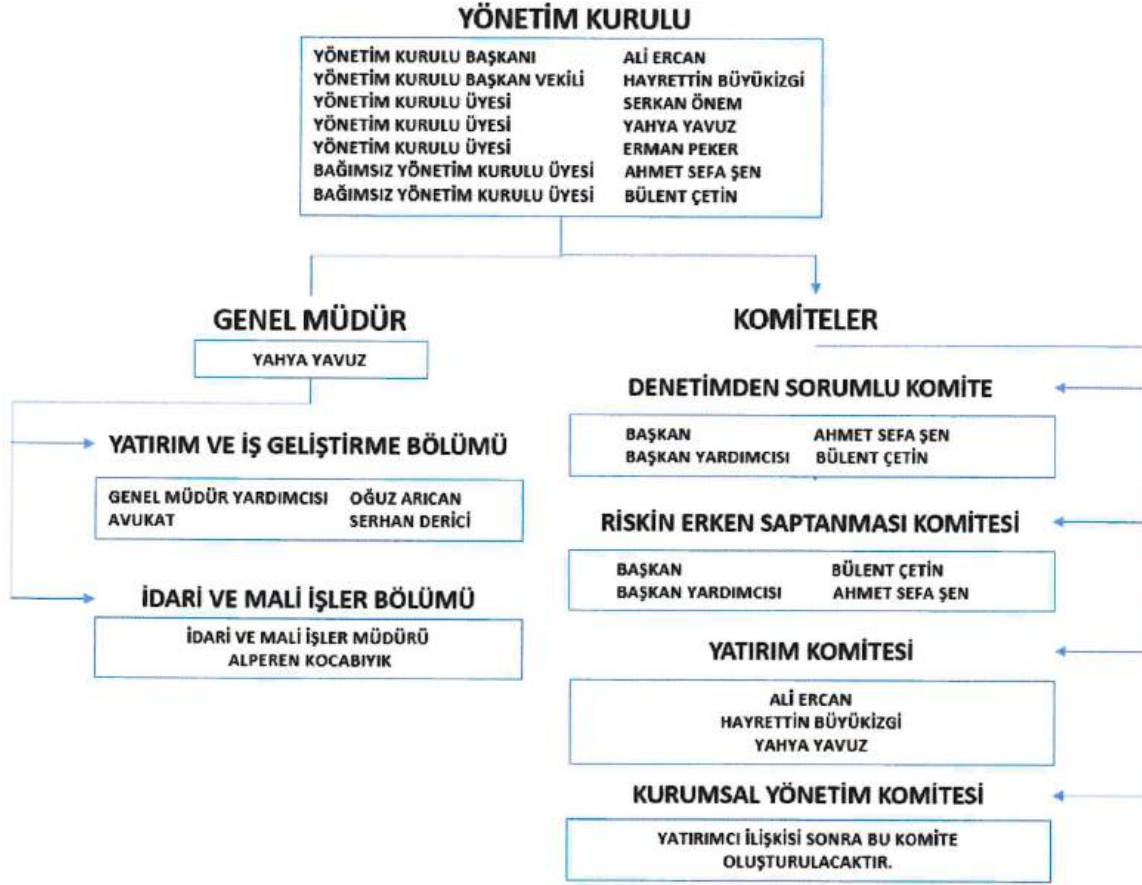 YÖNETİM KURULU
YÖNETİM KURULU BAŞKANI ALİ ERCAN
YÖNETİM KURULU BAŞKAN VEKİLİ HAYRETTİN BÜYÜKİZGİ
YÖNETİM KURULU ÜYESİ SERKAN ÖNEM
YÖNETİM KURULU ÜYESİ YAHYA YAVUZ
YÖNETİM KURULU ÜYESİ ERMAN PEKER
BAĞIMSIZ YÖNETİM KURULU ÜYESİ AHMET SEFA ŞEN
BAĞIMSIZ YÖNETİM KURULU ÜYESİ BÜLENT ÇETİN
GENEL MÜDÜR
YAHYA YAVUZ
YATIRIM VE İŞ GELİŞTİRME BÖLÜMÜ
GENEL MÜDÜR YARDIMCISI OĞUZ ARICAN
AVUKAT SERHAN DERİCİ
İDARİ VE MALİ İŞLER BÖLÜMÜ
İDARİ VE MALİ İŞLER MÜDÜRÜ
ALPEREN KOCABIYIK
KOMİTELER
DENETİMDEN SORUMLU KOMİTE
BAŞKAN AHMET SEFA ŞEN
BAŞKAN YARDIMCISI BÜLENT ÇETİN
RİSKİN ERKEN SAPTANMASI KOMİTESİ
BAŞKAN BÜLENT ÇETİN
BAŞKAN YARDIMCISI AHMET SEFA ŞEN
YATIRIM KOMİTESİ
ALİ ERCAN
HAYRETTİN BÜYÜKİZGİ
YAHYA YAVUZ
KURUMSAL YÖNETİM KOMİTESİ
YATIRIMCI İLİŞKİSİ SONRA BU KOMİTE
OLUŞTURULACAKTIR.